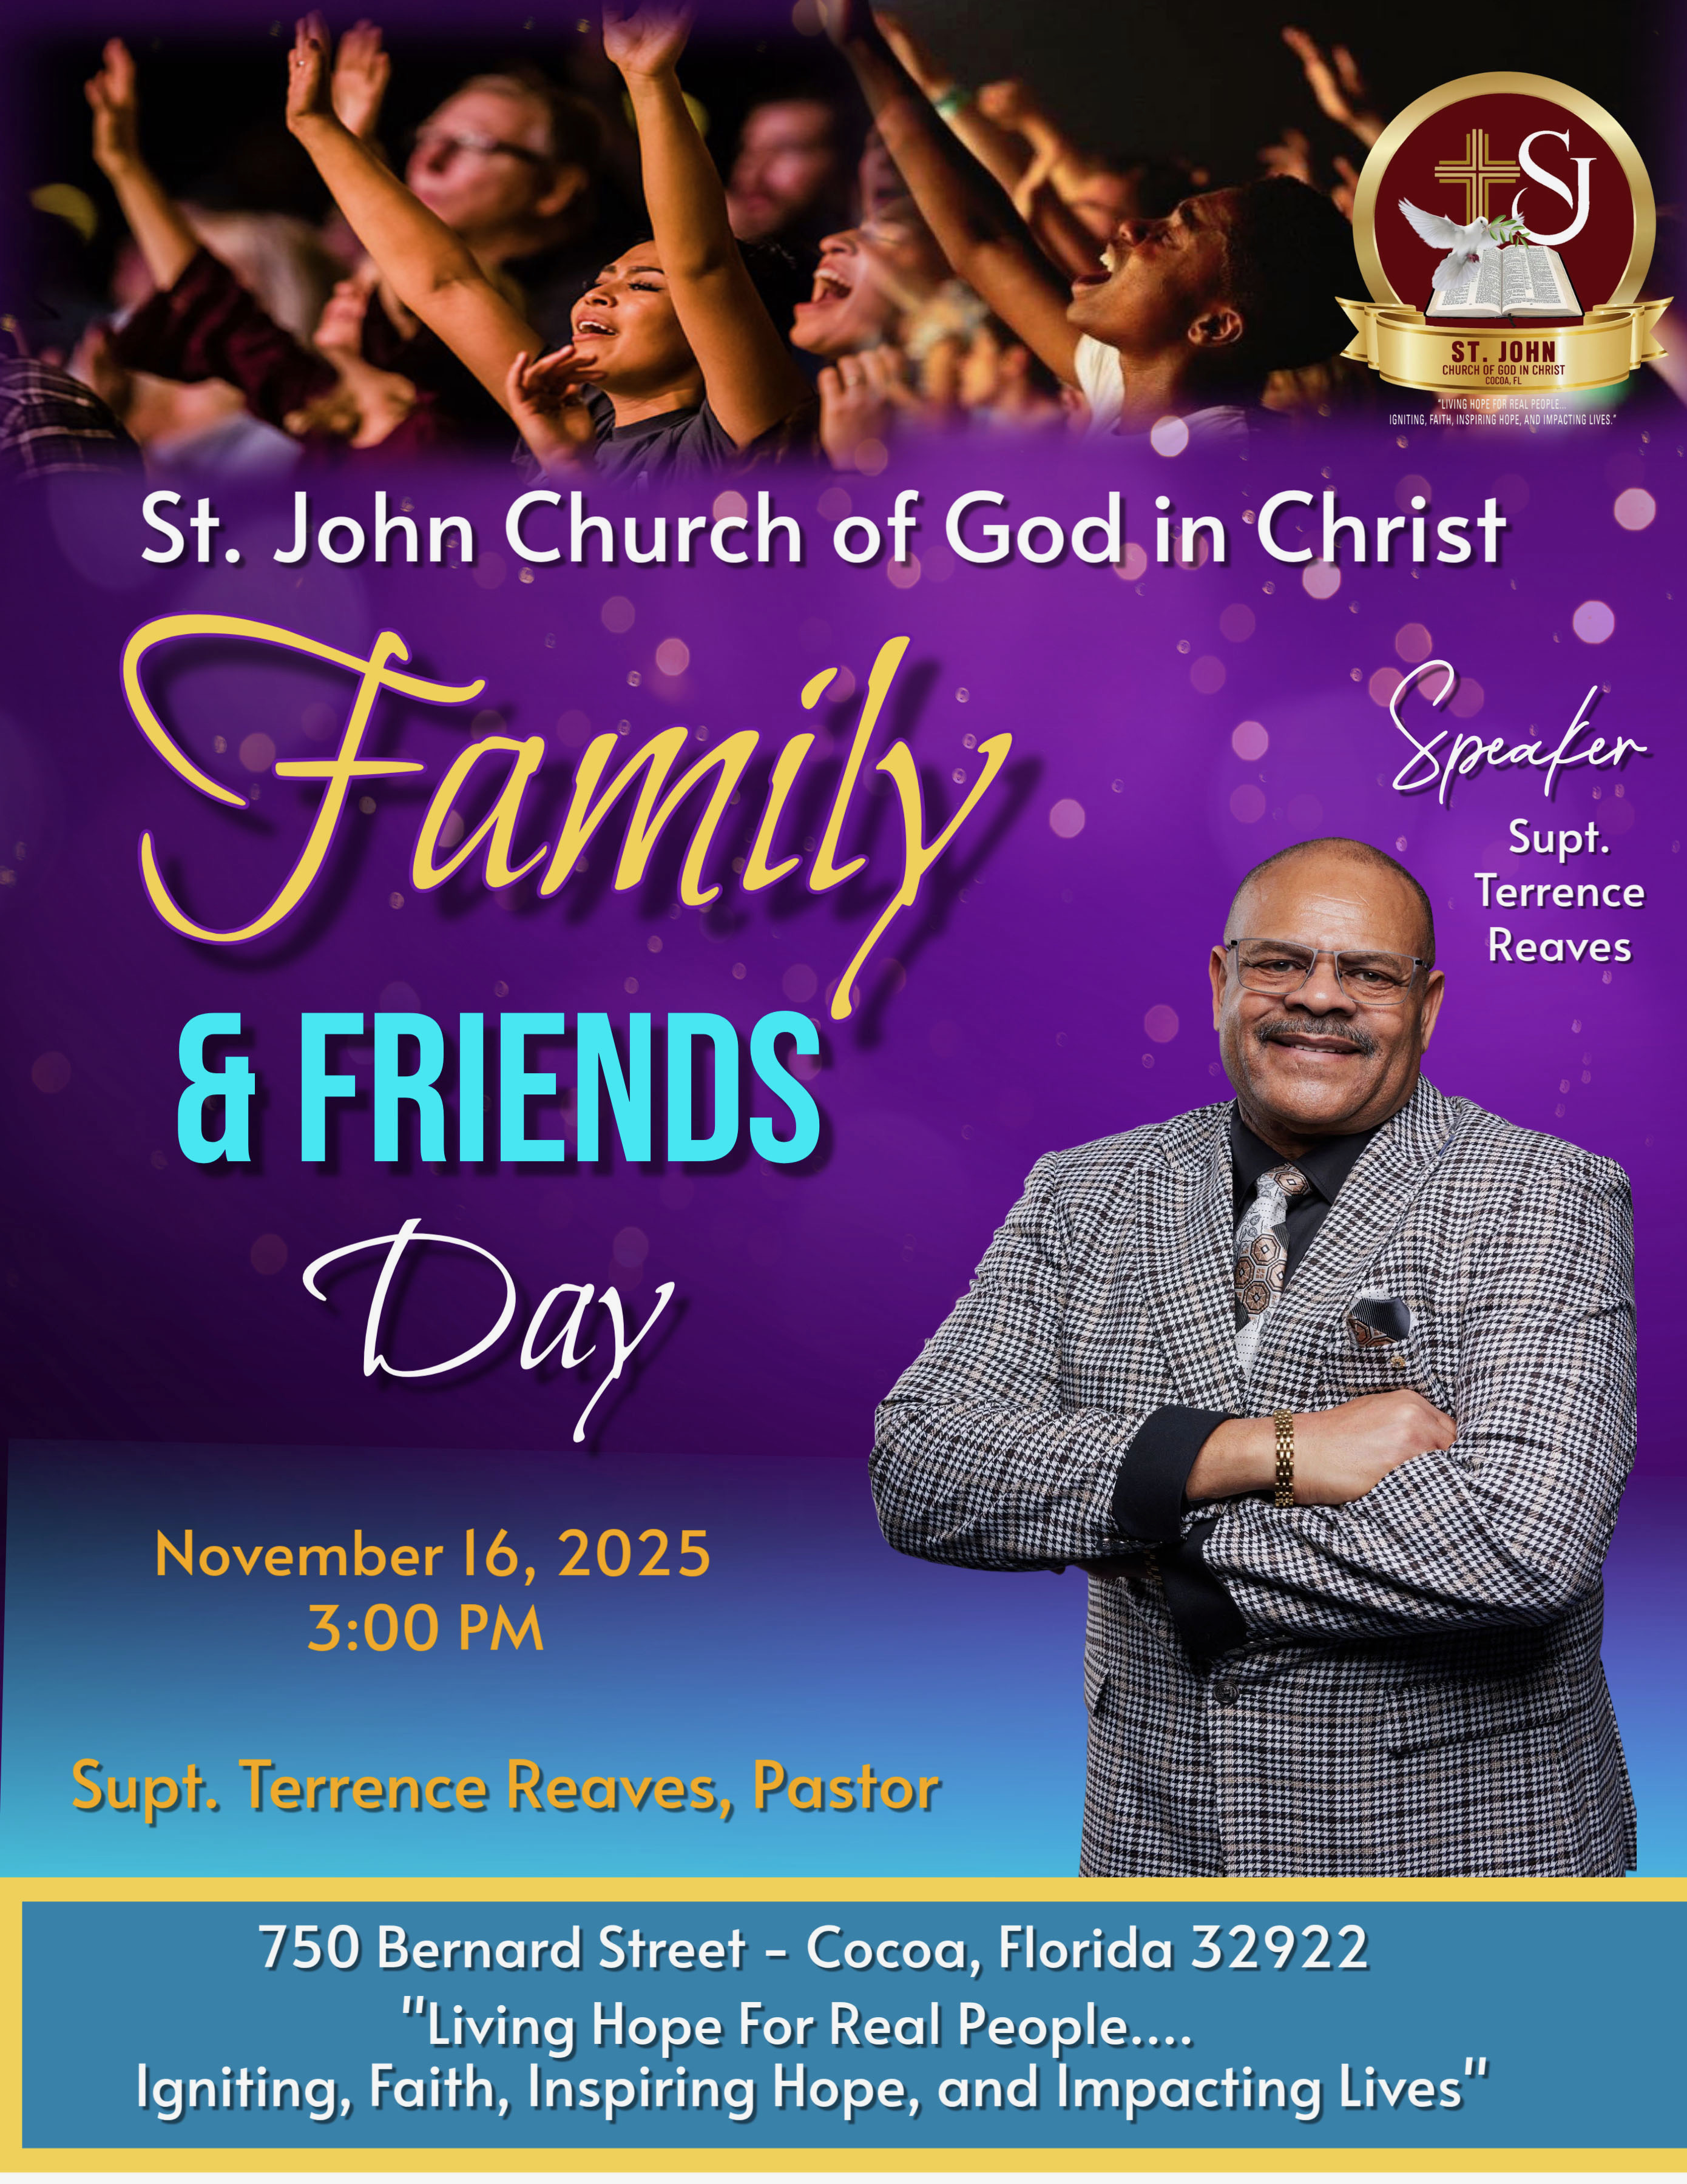 SJ
ST. JOHN
CHURCH OF GOD IN CHRIST
COCOA, FL
"LIVING HOPE FOR REAL PEOPLE...
IGNITING, FAITH, INSPIRING HOPE, AND IMPACTING LIVES."
St. John Church of God in Christ
Family
& FRIENDS
Day
Speaker
Supt.
Terrence
Reaves
November 16, 2025
3:00 PM
Supt. Terrence Reaves, Pastor
750 Bernard Street - Cocoa, Florida 32922
"Living Hope For Real People....
Igniting, Faith, Inspiring Hope, and Impacting Lives"